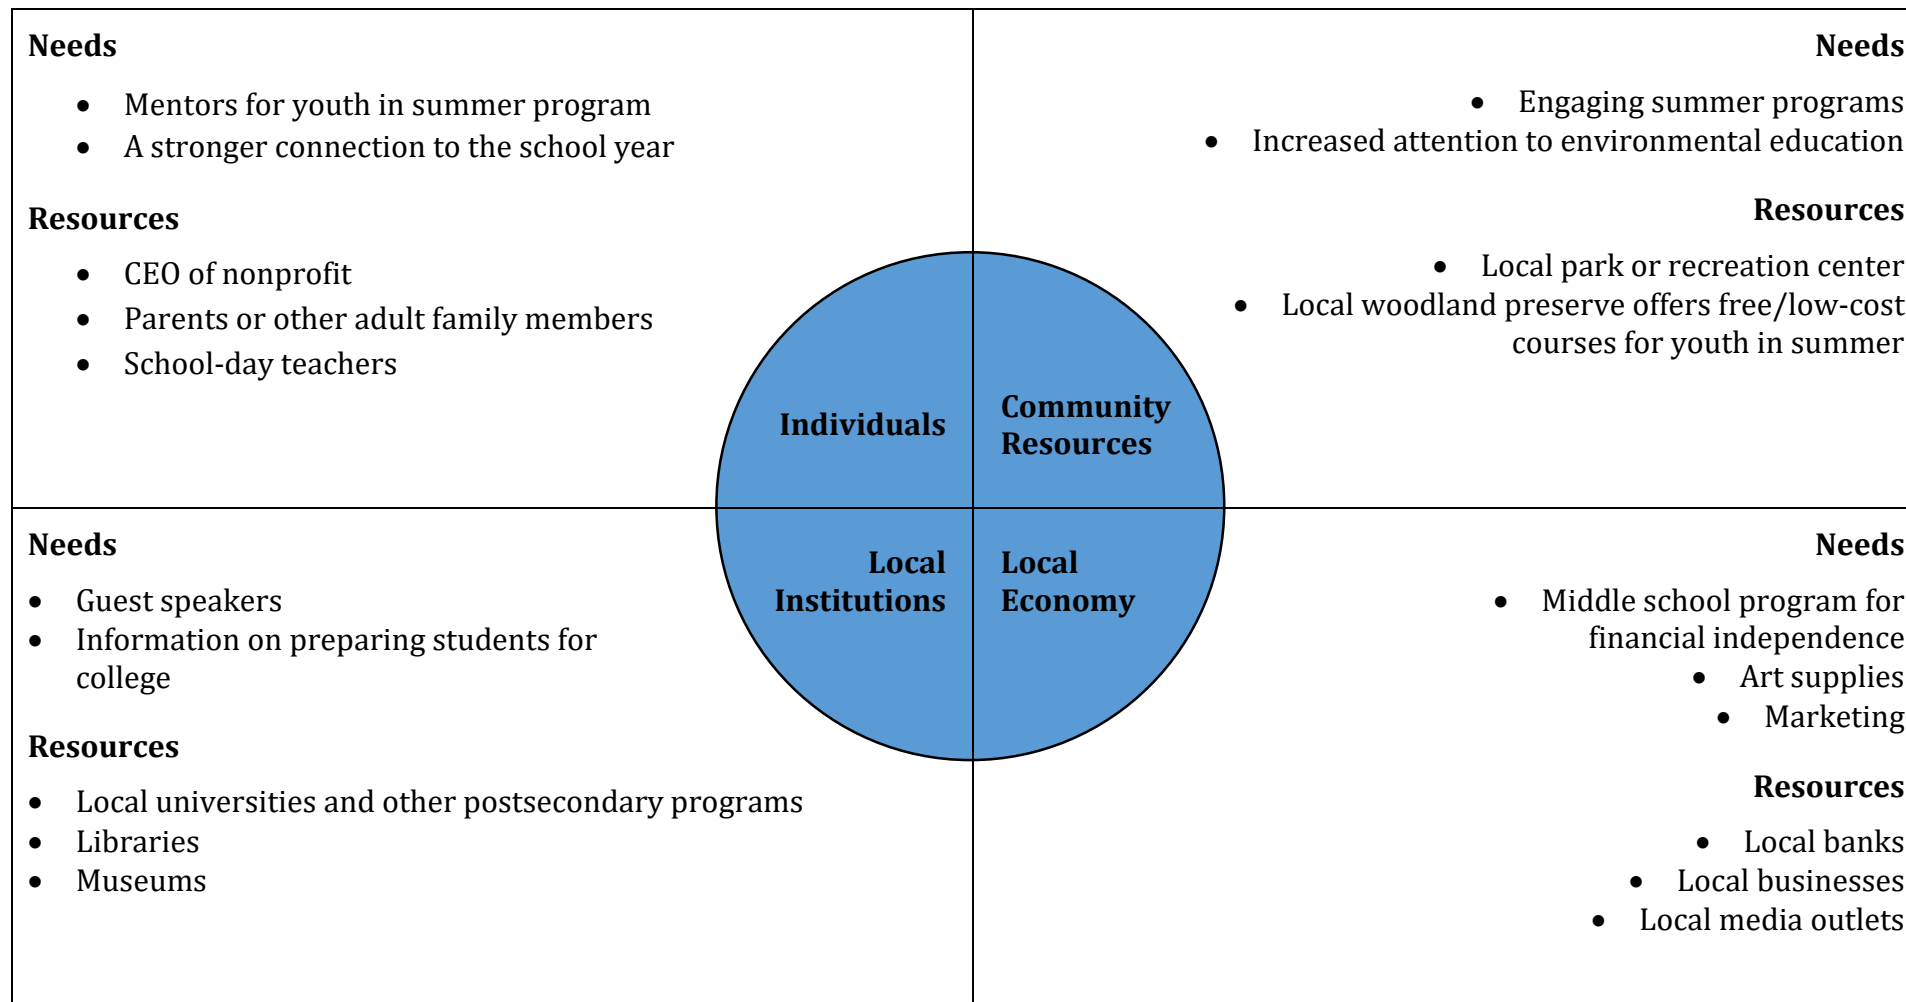 Needs
• Mentors for youth in summer program
• A stronger connection to the school year
Resources
• CEO of nonprofit
• Parents or other adult family members
• School-day teachers
Individuals
Needs
• Engaging summer programs
• Increased attention to environmental education
Resources
• Local park or recreation center
• Local woodland preserve offers free/low-cost
courses for youth in summer
Community
Resources
Needs
• Guest speakers
• Information on preparing students for
college
Resources
• Local universities and other postsecondary programs
• Libraries
• Museums
Local
Institutions
Needs
• Middle school program for
financial independence
• Art supplies
• Marketing
Resources
• Local banks
• Local businesses
• Local media outlets
Local
Economy